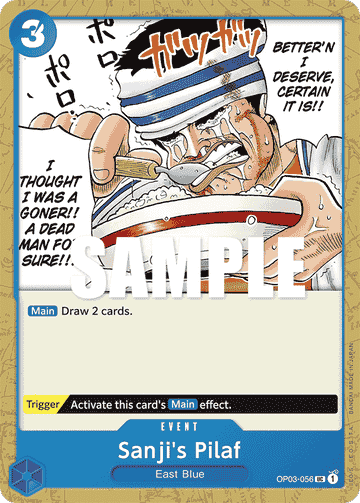 3
ガツガツ
ポロ
ポロ
BETTER'N
I
DESERVE,
CERTAIN
IT IS!!
I
THOUGHT
I WAS A
GONER!!
A DEAD
MAN FO
SURE!!
SAMPLE
Main Draw 2 cards.
Trigger Activate this card's Main effect.
EVENT
Sanji's Pilaf
East Blue
OP03-056 UC 1